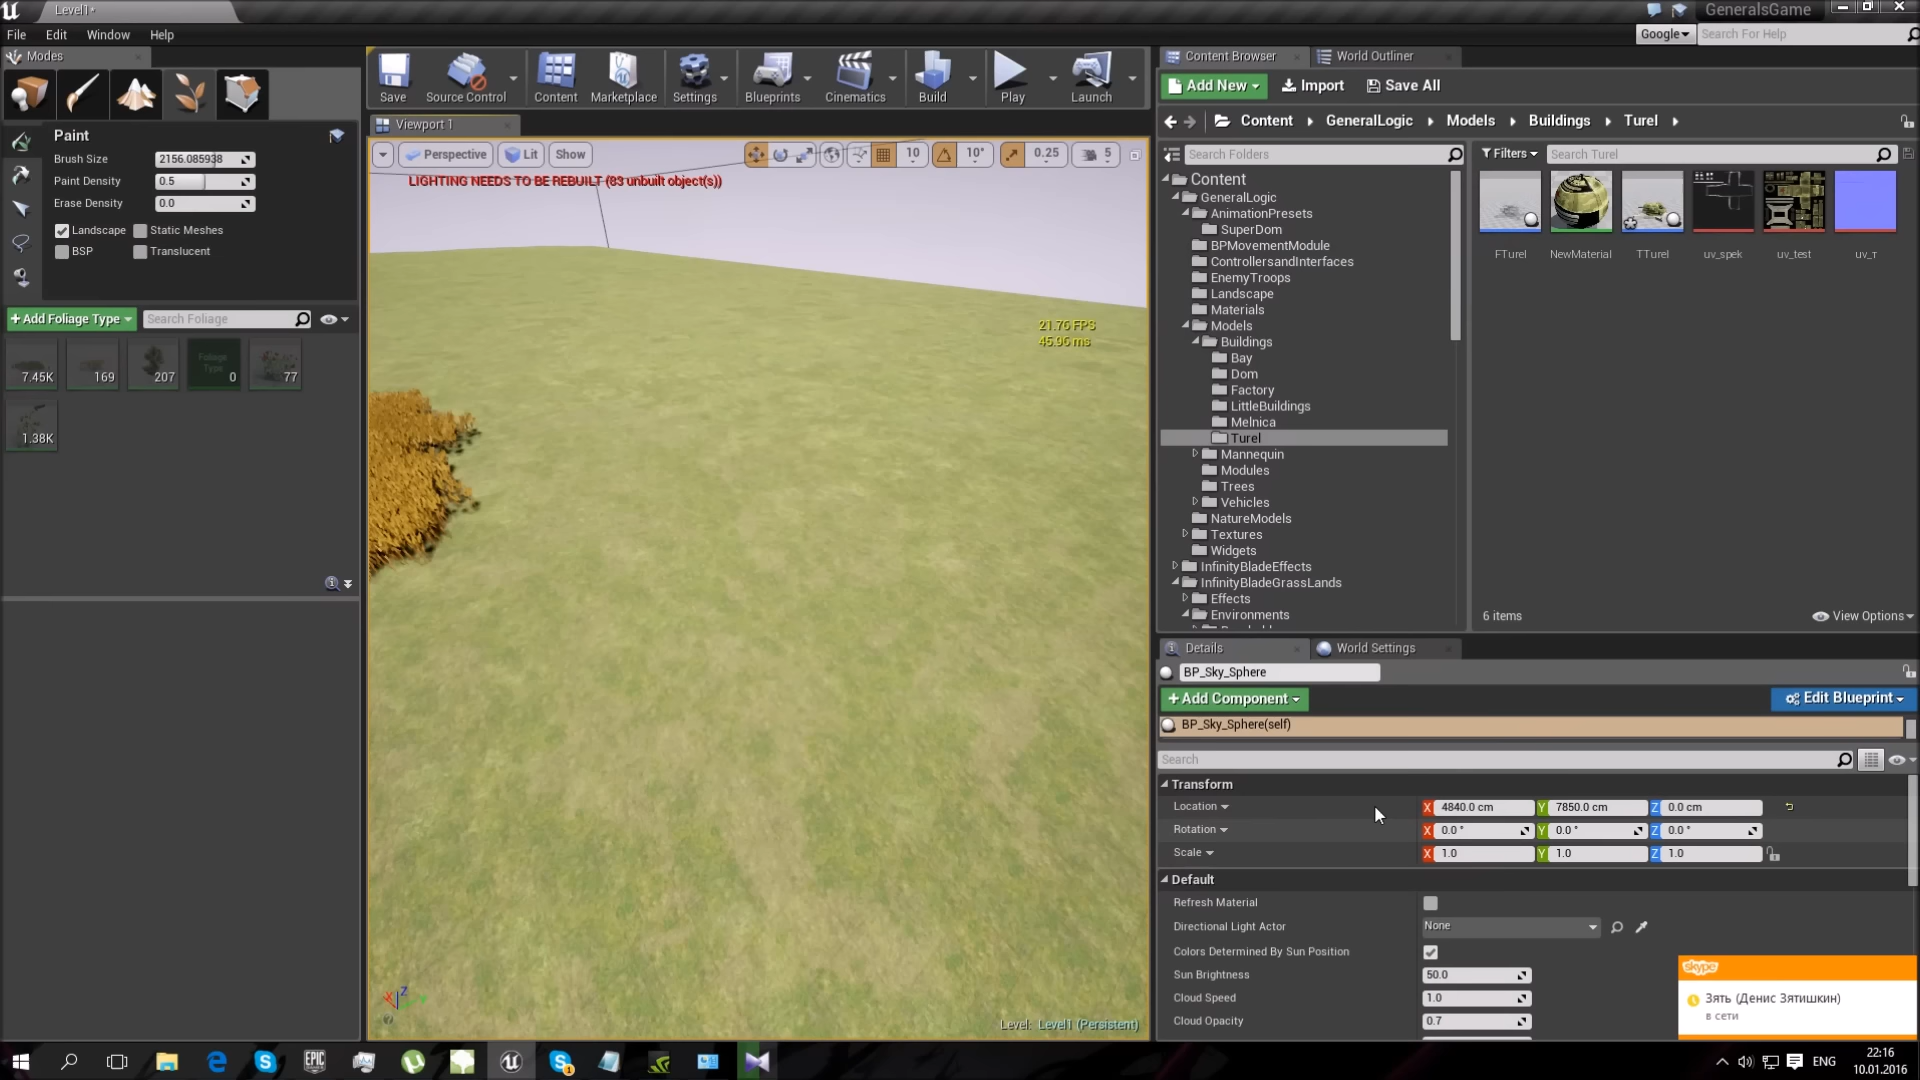 Level1*
GeneralsGame
File Edit Window Help
Google Search For Help
Modes
Save
Source Control
Content
Marketplace
Settings
Blueprints
Cinematics
Build
Play
Launch
Content Browser
World Outliner
Add New Import Save All
Viewport 1
Content GeneralLogic Models Buildings Turel
Paint
Brush Size 2156.085938
Paint Density 0.5
Erase Density 0.0
Landscape Static Meshes
BSP Translucent
Perspective Lit Show 10 10° 0.25 5
LIGHTING NEEDS TO BE REBUILT (83 unbuilt object(s))
21.76 FPS
45.96 ms
+Add Foliage Type Search Foliage
7.45K
169
207
Foliage
Type
0
77
1.38K
Level: Level1 (Persistent)
Search Folders
Content
GeneralLogic
AnimationPresets
SuperDom
BPMovementModule
ControllersandInterfaces
EnemyTroops
Landscape
Materials
Models
Buildings
Bay
Dom
Factory
LittleBuildings
Melnica
Turel
Mannequin
Modules
Trees
Vehicles
NatureModels
Textures
Widgets
InfinityBladeEffects
InfinityBladeGrassLands
Effects
Environments
Filters Search Turel
FTurel
NewMaterial
TTurel
uv_spek
uv_test
uv_т
6 items
View Options
Details
World Settings
BP_Sky_Sphere
+Add Component
Edit Blueprint
BP_Sky_Sphere(self)
Search
Transform
Location X 4840.0 cm Y 7850.0 cm Z 0.0 cm
Rotation X 0.0 ° Y 0.0 ° Z 0.0 °
Scale X 1.0 Y 1.0 Z 1.0
Default
Refresh Material
Directional Light Actor None
Colors Determined By Sun Position
Sun Brightness 50.0
Cloud Speed 1.0
Cloud Opacity 0.7
skype
Зять (Денис Зятишкин)
в сети
X Z
EPIC
1
ENG
22:16
10.01.2016